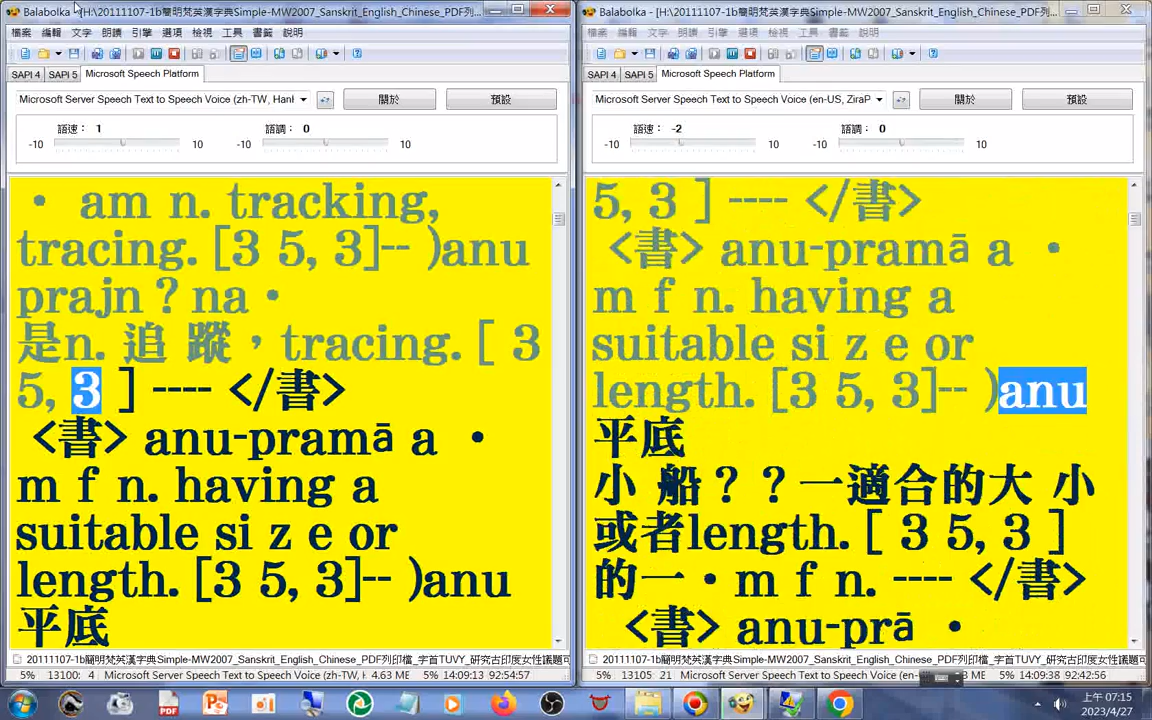 Balabolka - [H:\20111107-1b簡明梵英漢字典Simple-MW2007_Sanskrit_English_Chinese_PDF列...
檔案 編輯 文字 朗讀 引擎 選項 檢視 工具 書籤 說明
SAPI 4 SAPI 5 Microsoft Speech Platform
Microsoft Server Speech Text to Speech Voice (zh-TW, HanH
關於 預設
語速： 1 語調： 0
-10 10 -10 10
• am n. tracking,
tracing. [3 5, 3]-- )anu
prajn？na •
是n. 追 蹤，tracing. [ 3
5, 3 ] ---- </書>
<書> anu-pramā a •
m f n. having a
suitable si z e or
length. [3 5, 3]-- )anu
平底
20111107-1b簡明梵英漢字典Simple-MW2007_Sanskrit_English_Chinese_PDF列印檔_字首TUVY_研究古印度女性議題可
5% 13100: 4 Microsoft Server Speech Text to Speech Voice (zh-TW, H 4.63 ME 5% 14:09:13 92:54:57
Balabolka - [H:\20111107-1b簡明梵英漢字典Simple-MW2007_Sanskrit_English_Chinese_PDF列印...
檔案 編輯 文字 朗讀 引擎 選項 檢視 工具 書籤 說明
SAPI 4 SAPI 5 Microsoft Speech Platform
Microsoft Server Speech Text to Speech Voice (en-US, ZiraP
關於 預設
語速： -2 語調： 0
-10 10 -10 10
5, 3 ] ---- </書>
<書> anu-pramā a •
m f n. having a
suitable si z e or
length. [3 5, 3]-- )anu
平底
小 船？？一適合的大 小
或者length. [ 3 5, 3 ]
的一•m f n. ---- </書>
<書> anu-prā •
20111107-1b簡明梵英漢字典Simple-MW2007_Sanskrit_English_Chinese_PDF列印檔_字首TUVY_研究古印度女性議題可
5% 13105: 21 Microsoft Server Speech Text to Speech Voice (en-US 3 ME 5% 14:09:38 92:42:56
上午 07:15
2023/4/27